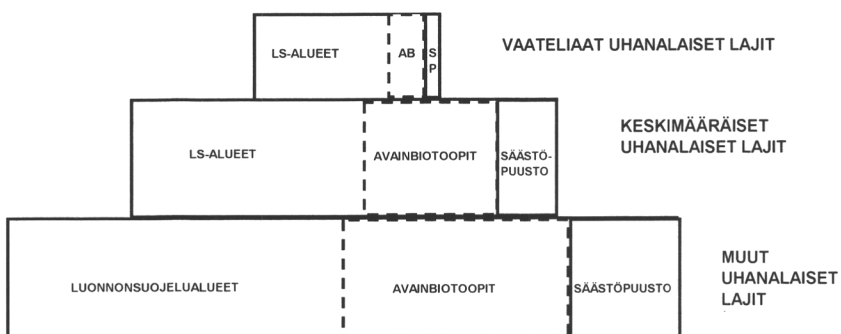 LS-ALUEET
AB
S
P
VAATELIAAT UHANALAISET LAJIT
LS-ALUEET
AVAINBIOTOOPIT
SÄÄSTÖ-
PUUSTO
KESKIMÄÄRÄISET
UHANALAISET LAJIT
LUONNONSUOJELUALUEET
AVAINBIOTOOPIT
SÄÄSTÖPUUSTO
MUUT
UHANALAISET
LAJIT